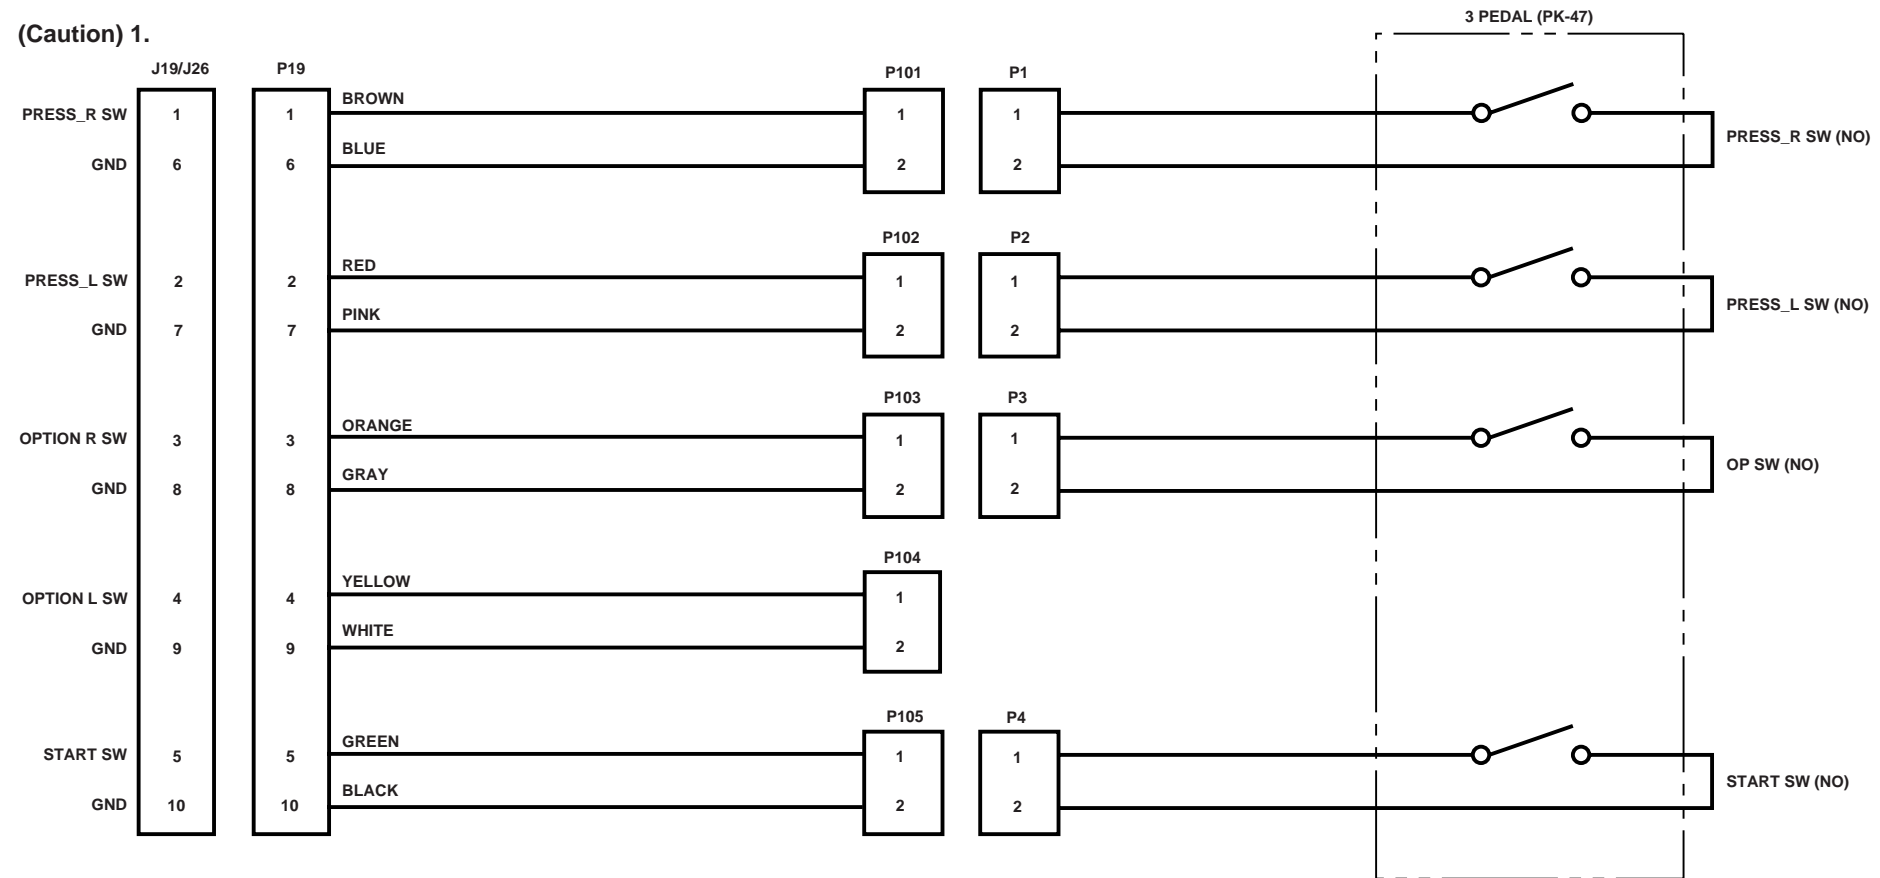 3 PEDAL (PK-47)
(Caution) 1.
J19/J26 P19 P101 P1
BROWN
PRESS_R SW 1 1 1 1
PRESS_R SW (NO)
BLUE
GND 6 6 2 2
P102 P2
RED
PRESS_L SW 2 2 1 1
PRESS_L SW (NO)
PINK
GND 7 7 2 2
P103 P3
ORANGE
OPTION R SW 3 3 1 1
OP SW (NO)
GRAY
GND 8 8 2 2
P104
YELLOW
OPTION L SW 4 4 1
WHITE
GND 9 9 2
P105 P4
GREEN
START SW 5 5 1 1
START SW (NO)
BLACK
GND 10 10 2 2